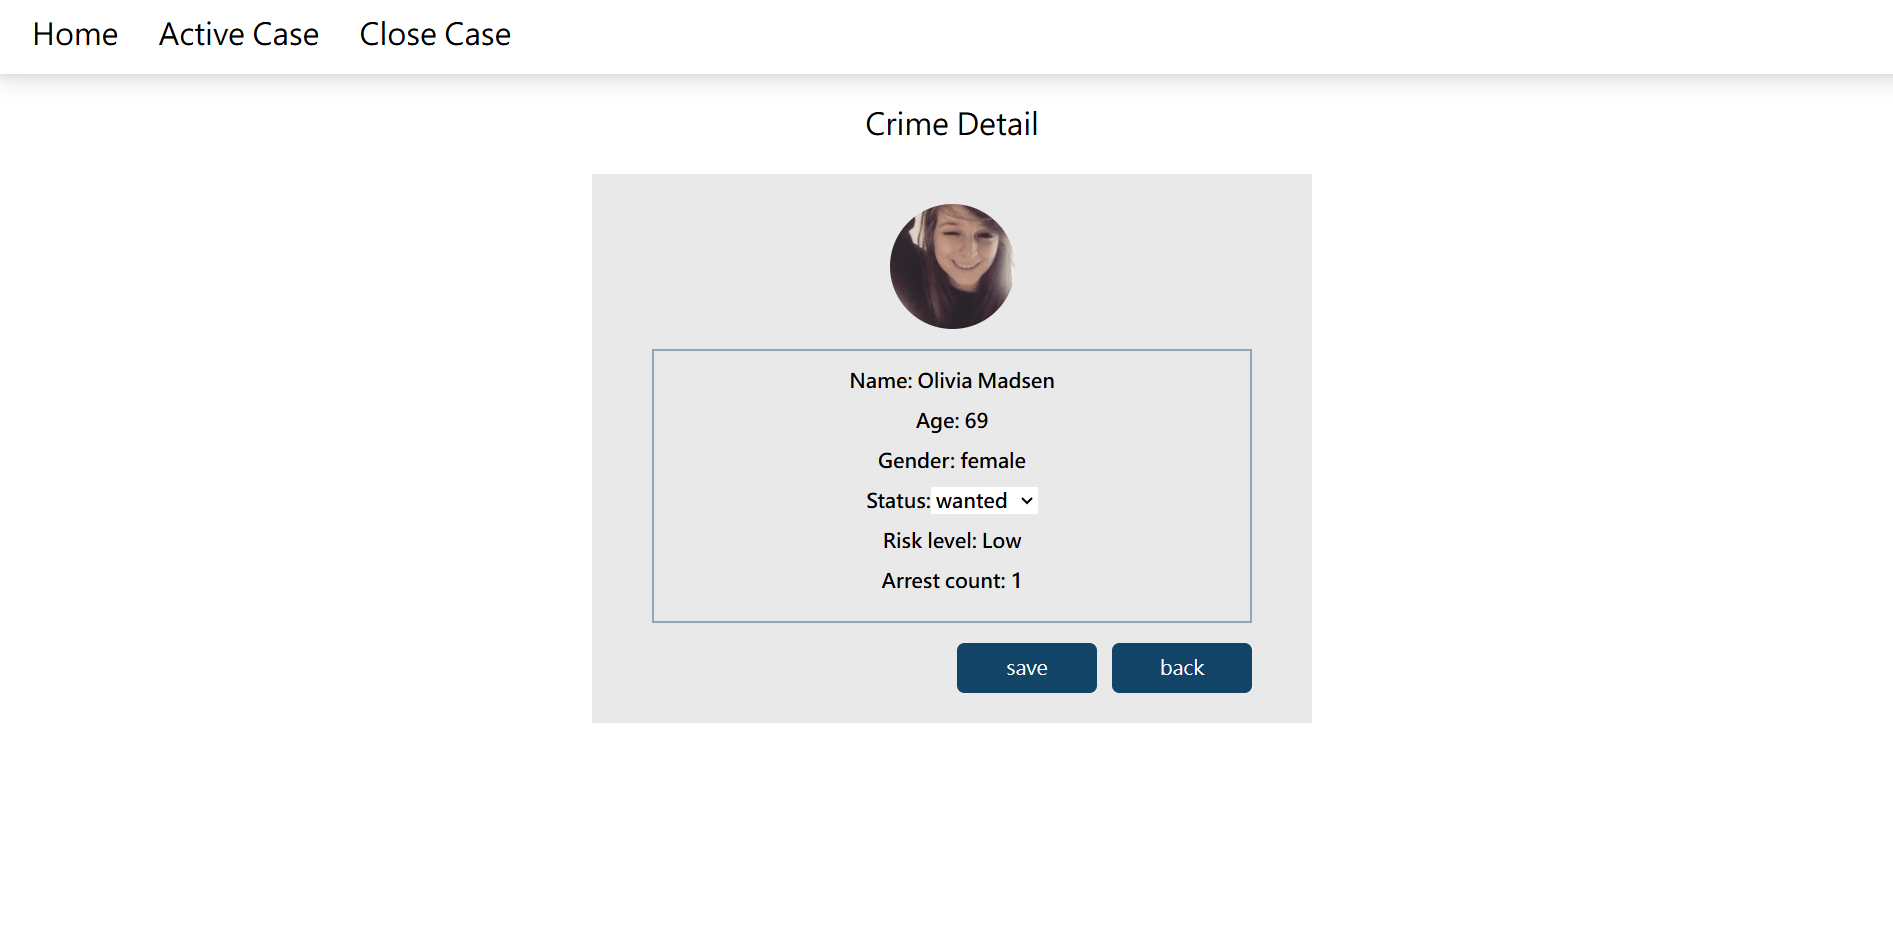 Home Active Case Close Case
Crime Detail
Name: Olivia Madsen
Age: 69
Gender: female
Status: wanted
Risk level: Low
Arrest count: 1
save back